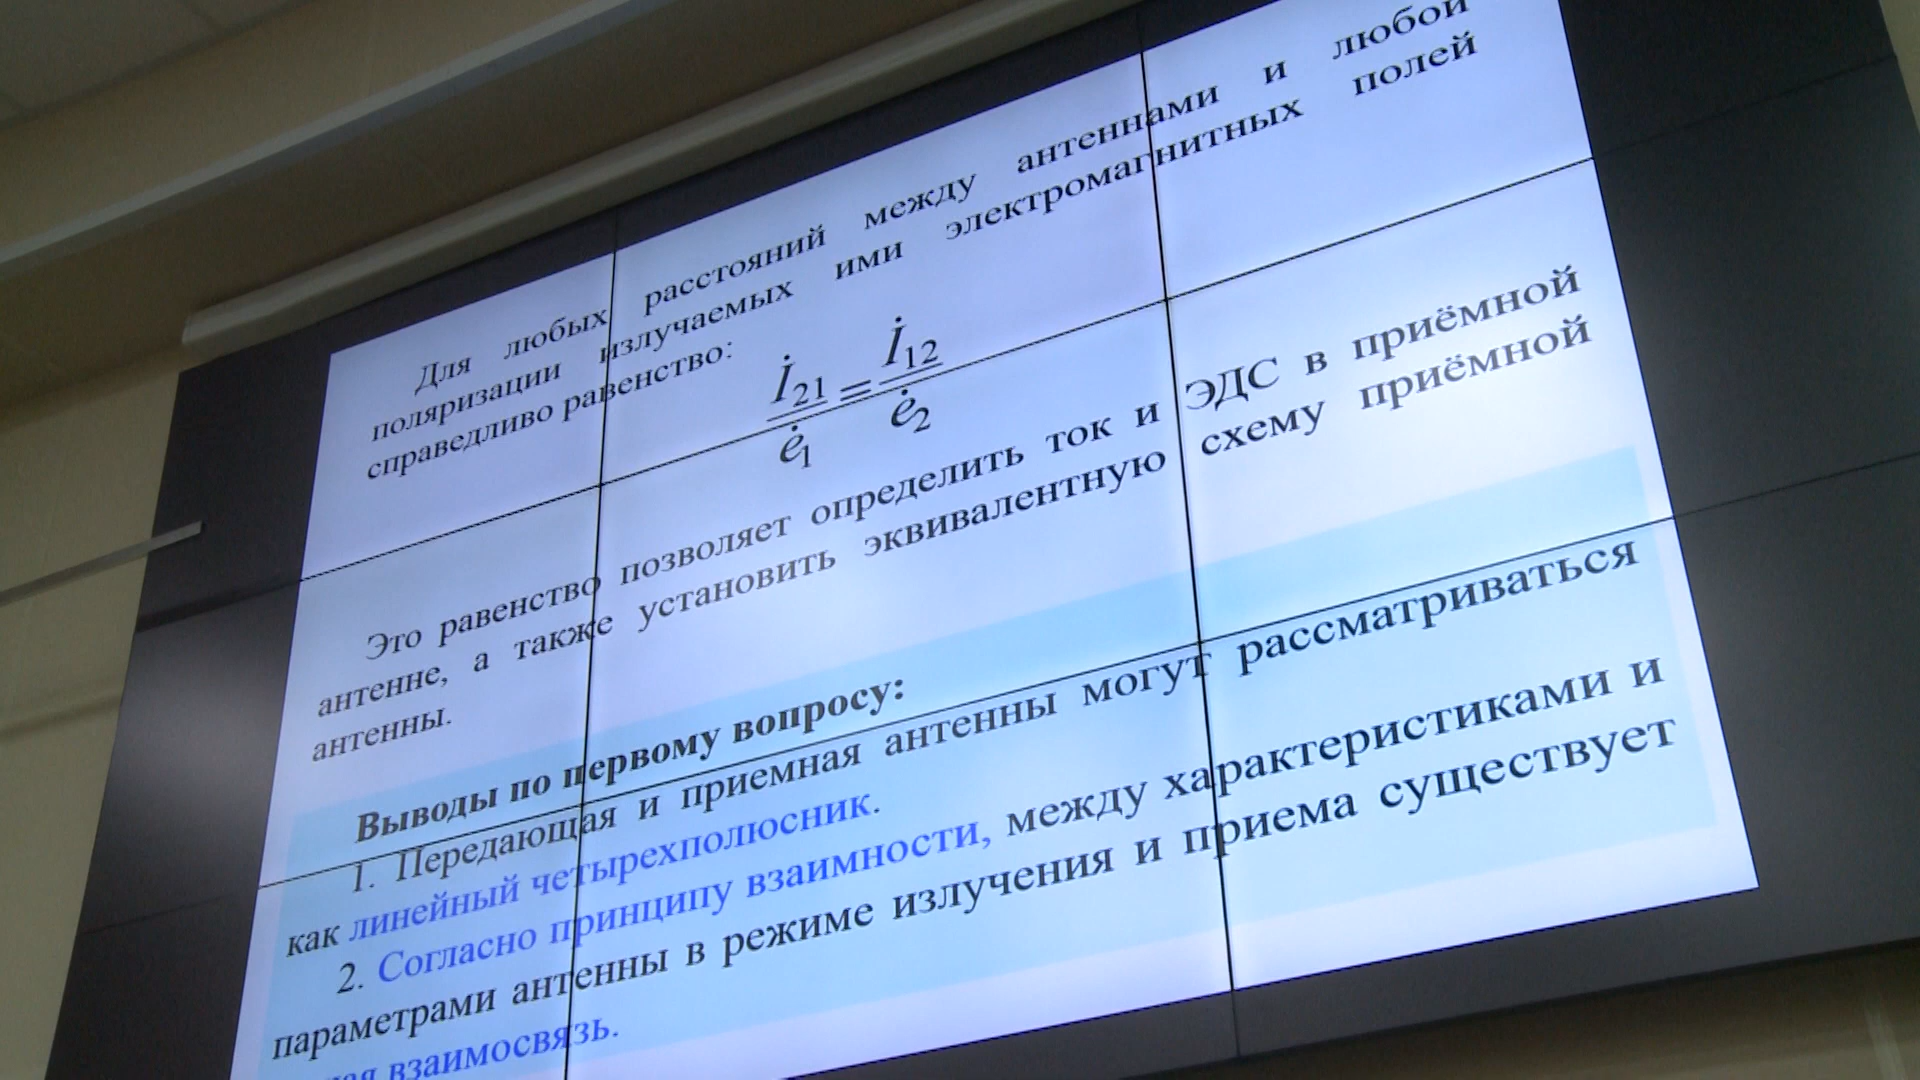 Для любых расстояний между антеннами и любой
поляризации излучаемых ими электромагнитных полей
справедливо равенство:
İ21 / ė1 = İ12 / ė2
Это равенство позволяет определить ток и ЭДС в приёмной
антенне, а также установить эквивалентную схему приёмной
антенны.
Выводы по первому вопросу:
1. Передающая и приемная антенны могут рассматриваться
как линейный четырехполюсник.
2. Согласно принципу взаимности, между характеристиками и
параметрами антенны в режиме излучения и приема существует
взаимосвязь.